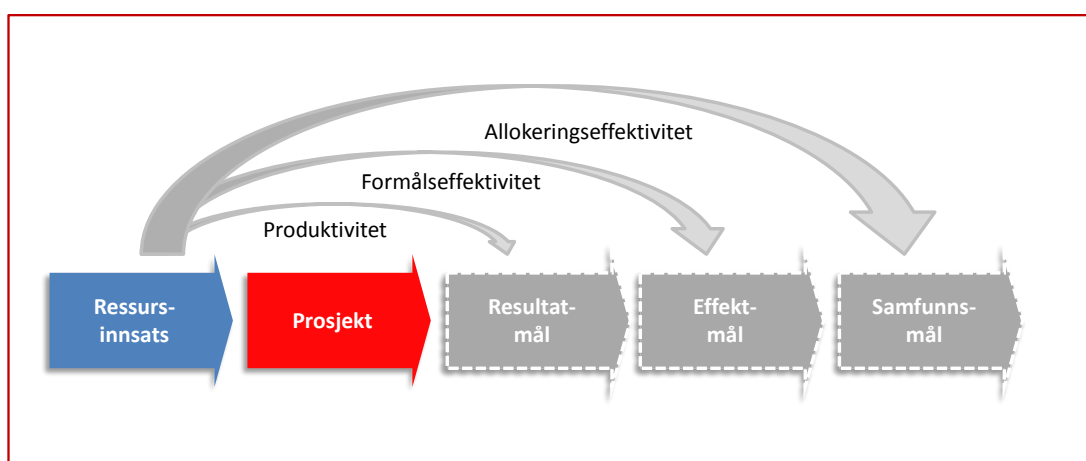 Allokeringseffektivitet
Formålseffektivitet
Produktivitet
Ressurs-
innsats
Prosjekt
Resultat-
mål
Effekt-
mål
Samfunns-
mål